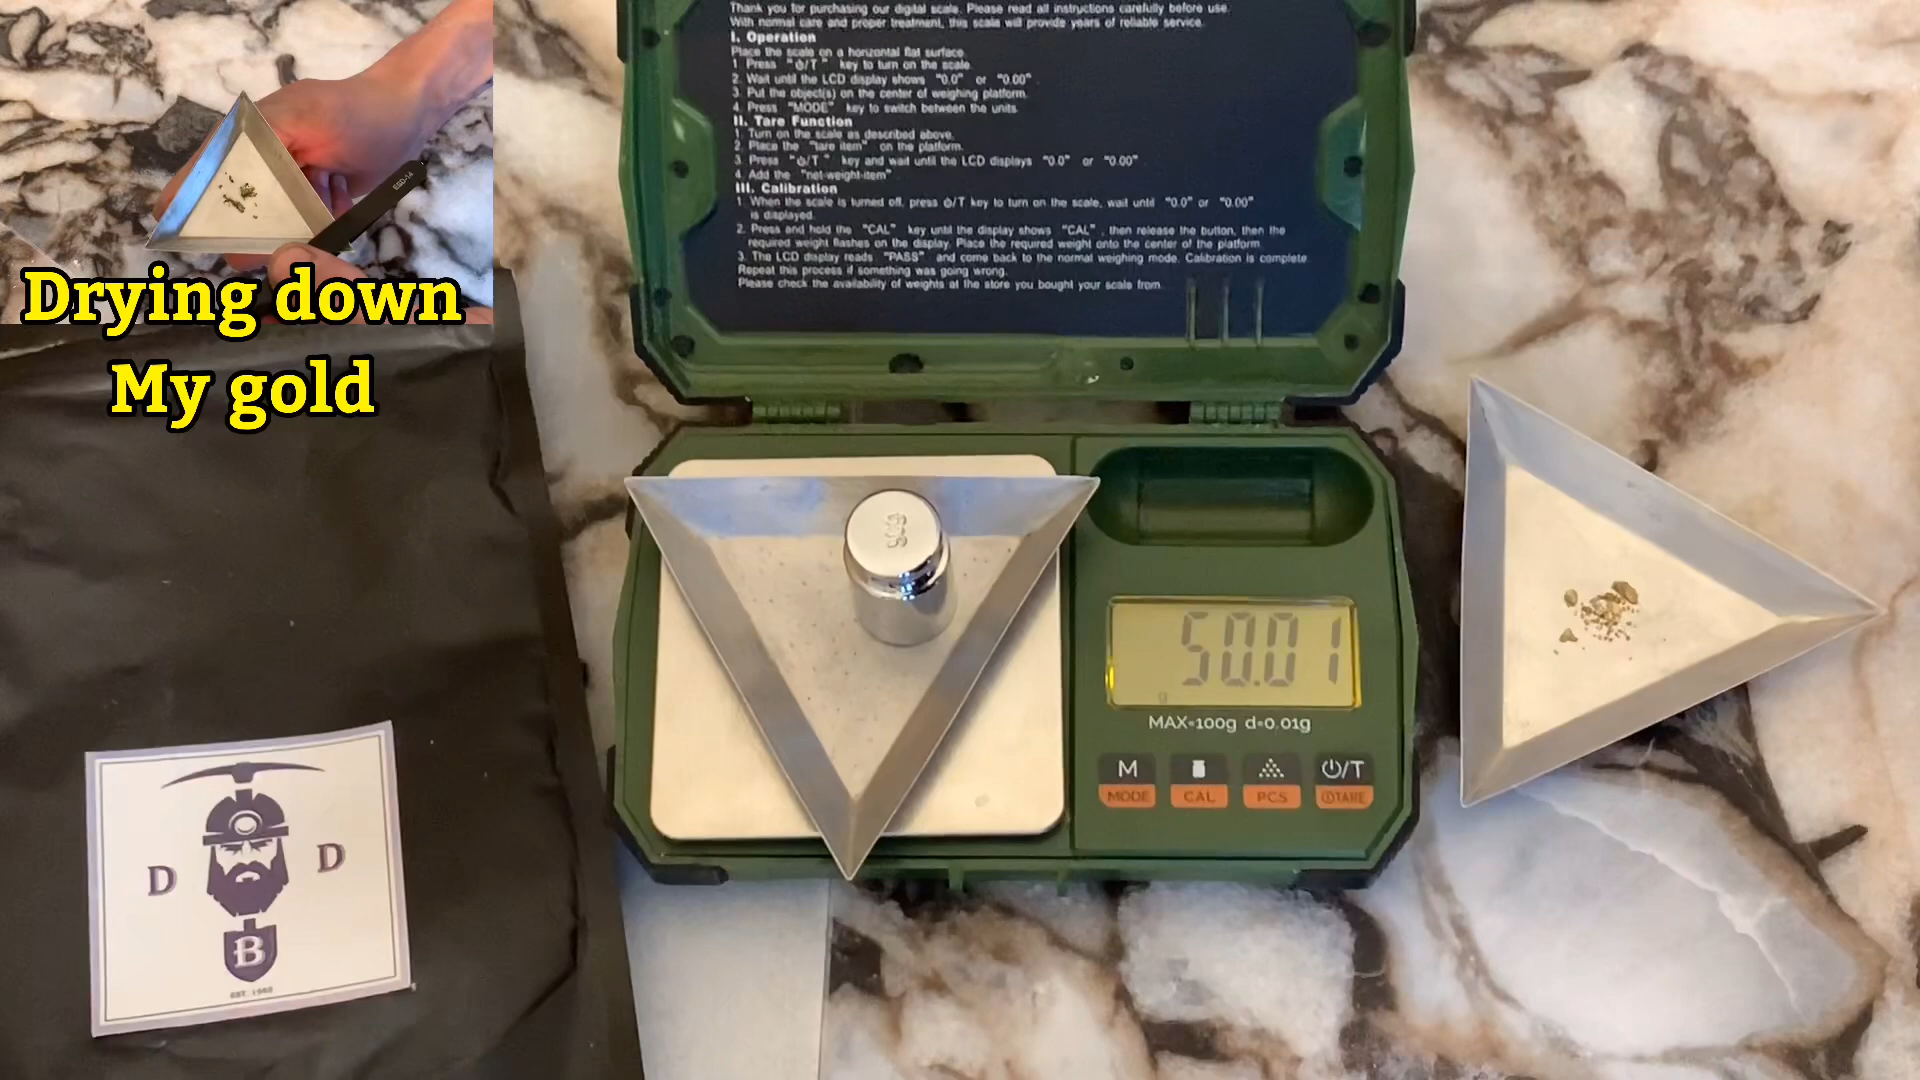 Thank you for purchasing our digital scale. Please read all instructions carefully before use.
With normal care and proper treatment, this scale will provide years of reliable service.
I. Operation
Place the scale on a horizontal flat surface.
1. Press "⏻/T" key to turn on the scale.
2. Wait until the LCD display shows "0.0" or "0.00".
3. Put the object(s) on the center of weighing platform.
4. Press "MODE" key to switch between the units.
II. Tare Function
1. Turn on the scale as described above.
2. Place the "tare item" on the platform.
3. Press "⏻/T" key and wait until the LCD displays "0.0" or "0.00".
4. Add the "net-weight-item"
III. Calibration
1. When the scale is turned off, press ⏻/T key to turn on the scale, wait until "0.0" or "0.00"
is displayed.
2. Press and hold the "CAL" key until the display shows "CAL", then release the button, then the
required weight flashes on the display. Place the required weight onto the center of the platform.
3. The LCD display reads "PASS" and come back to the normal weighing mode. Calibration is complete
Repeat this process if something was going wrong.
Please check the availability of weights at the store you bought your scale from.
ESD-14
Drying down
My gold
50g
50.01
g
MAX=100g d=0.01g
M ⏻/T
MODE CAL PCS TARE
D D
B